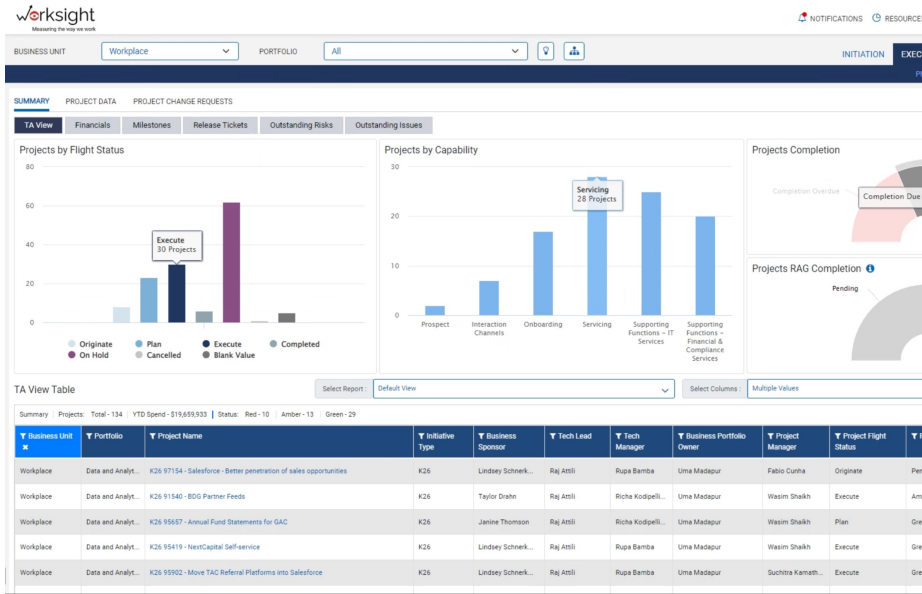 worksight
Measuring the way we work
NOTIFICATIONS RESOURCES
BUSINESS UNIT Workplace PORTFOLIO All INITIATION EXEC
SUMMARY PROJECT DATA PROJECT CHANGE REQUESTS
TA View Financials Milestones Release Tickets Outstanding Risks Outstanding Issues
Projects by Flight Status
80
60
40
20
0
Execute
30 Projects
Originate Plan Execute Completed
On Hold Cancelled Blank Value
Projects by Capability
30
20
10
0
Servicing
28 Projects
Prospect
Interaction
Channels
Onboarding
Servicing
Supporting
Functions – IT
Services
Supporting
Functions –
Financial &
Compliance
Services
Projects Completion
Completion Overdue
Completion Due
Projects RAG Completion
Pending
TA View Table Select Report : Default View Select Columns : Multiple Values
Summary Projects: Total - 134 YTD Spend - $19,659,933 Status: Red - 10 Amber - 13 Green - 29
Business Unit Portfolio Project Name Initiative Type Business Sponsor Tech Lead Tech Manager Business Portfolio Owner Project Manager Project Flight Status
Workplace Data and Analyt... K26 97154 - Salesforce - Better penetration of sales opportunities K26 Lindsey Schnerk... Raj Attili Rupa Bamba Uma Madapur Fabio Cunha Originate Per
Workplace Data and Analyt... K26 91540 - BDG Partner Feeds K26 Taylor Drahn Raj Attili Richa Kodipelli... Uma Madapur Wasim Shaikh Execute Am
Workplace Data and Analyt... K26 95657 - Annual Fund Statements for GAC K26 Janine Thomson Raj Attili Richa Kodipelli... Uma Madapur Wasim Shaikh Plan Gre
Workplace Data and Analyt... K26 95419 - NextCapital Self-service K26 Lindsey Schnerk... Raj Attili Rupa Bamba Uma Madapur Wasim Shaikh Execute Gre
Workplace Data and Analyt... K26 95902 - Move TAC Referral Platforms into Salesforce K26 Lindsey Schnerk... Raj Attili Rupa Bamba Uma Madapur Suchitra Kamath... Execute Gre